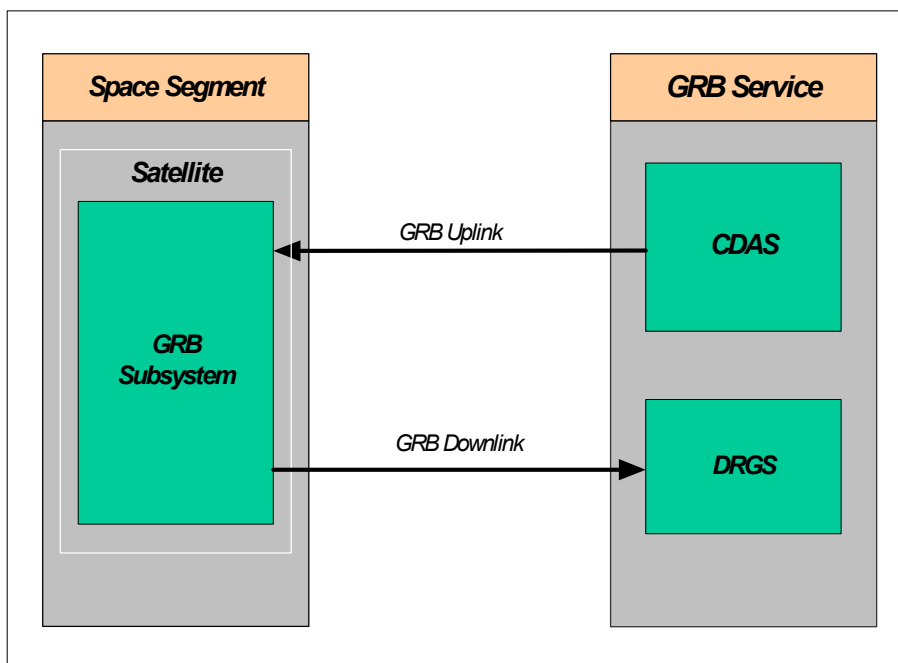 Space Segment
GRB Service
Satellite
GRB
Subsystem
GRB Uplink
CDAS
GRB Downlink
DRGS